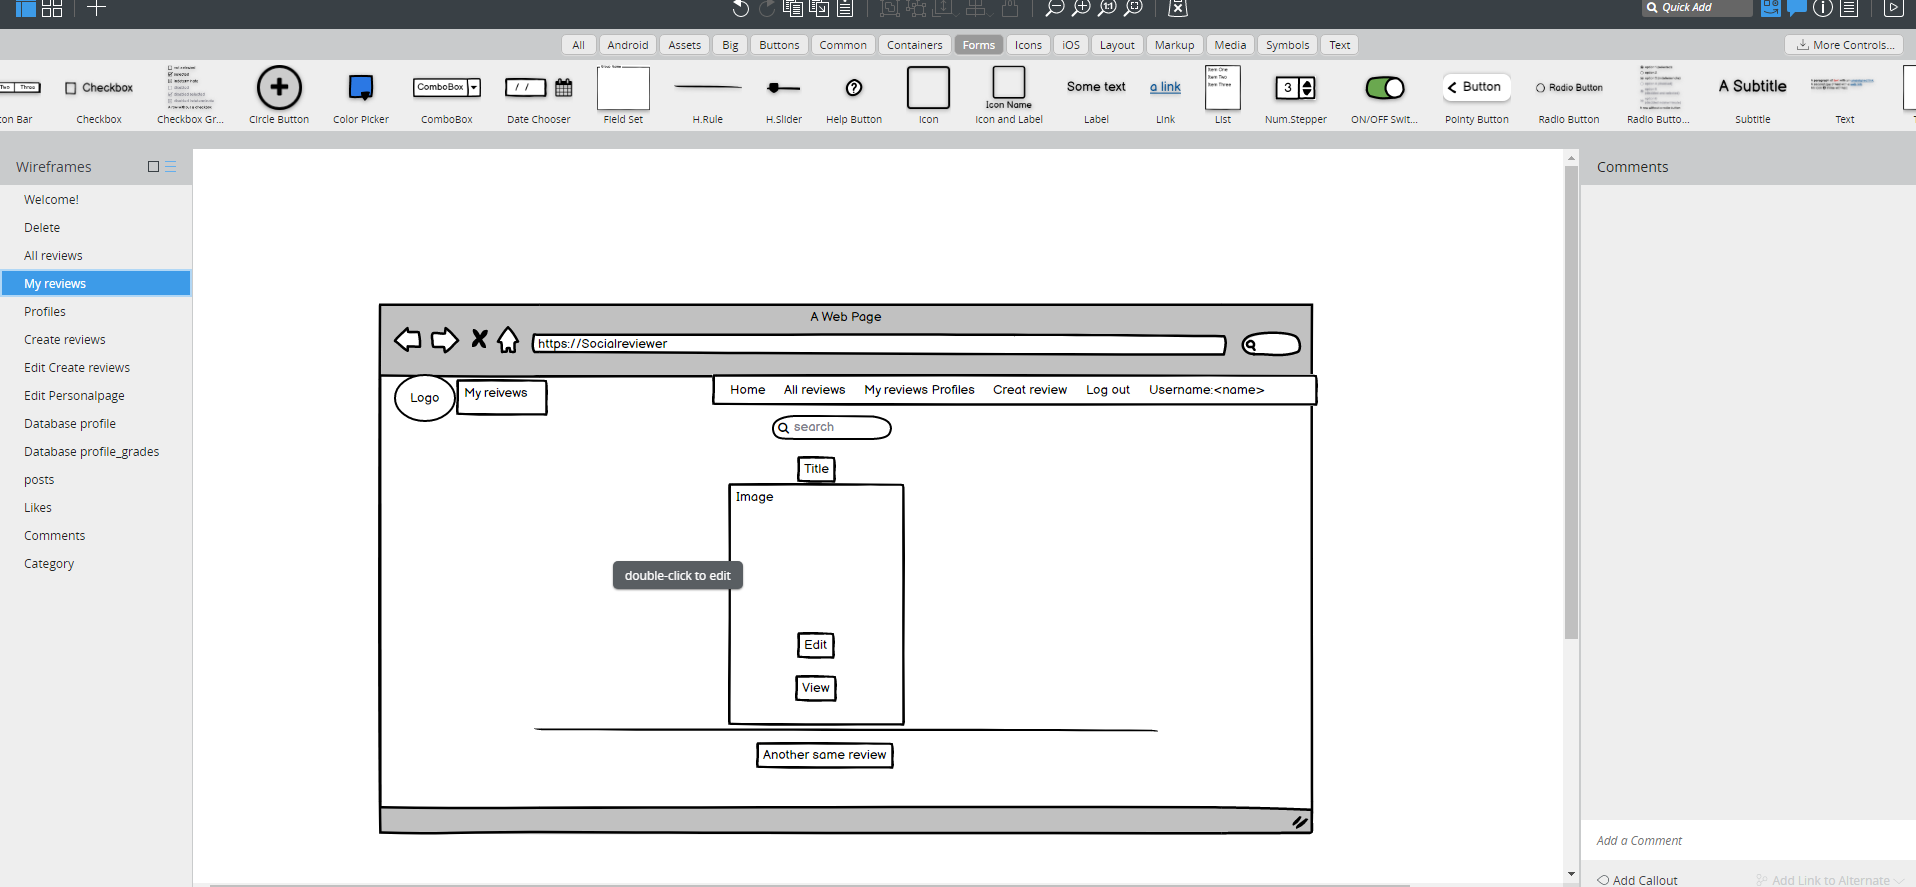 Quick Add
All Android Assets Big Buttons Common Containers Forms Icons iOS Layout Markup Media Symbols Text
More Controls...
Two Three
Checkbox
ComboBox
/ /
Some text
a link
Item One
Item Two
Item Three
3
Button
Radio Button
A Subtitle
Icon Name
con Bar
Checkbox
Checkbox Gr...
Circle Button
Color Picker
ComboBox
Date Chooser
Field Set
H.Rule
H.Slider
Help Button
Icon
Icon and Label
Label
Link
List
Num.Stepper
ON/OFF Swit...
Pointy Button
Radio Button
Radio Butto...
Subtitle
Text
Wireframes
Welcome!
Delete
All reviews
My reviews
Profiles
Create reviews
Edit Create reviews
Edit Personalpage
Database profile
Database profile_grades
posts
Likes
Comments
Category
A Web Page
https://Socialreviewer
Logo
My reivews
Home All reviews My reviews Profiles Creat review Log out Username:<name>
search
Title
Image
double-click to edit
Edit
View
Another same review
Comments
Add a Comment
Add Callout
Add Link to Alternate